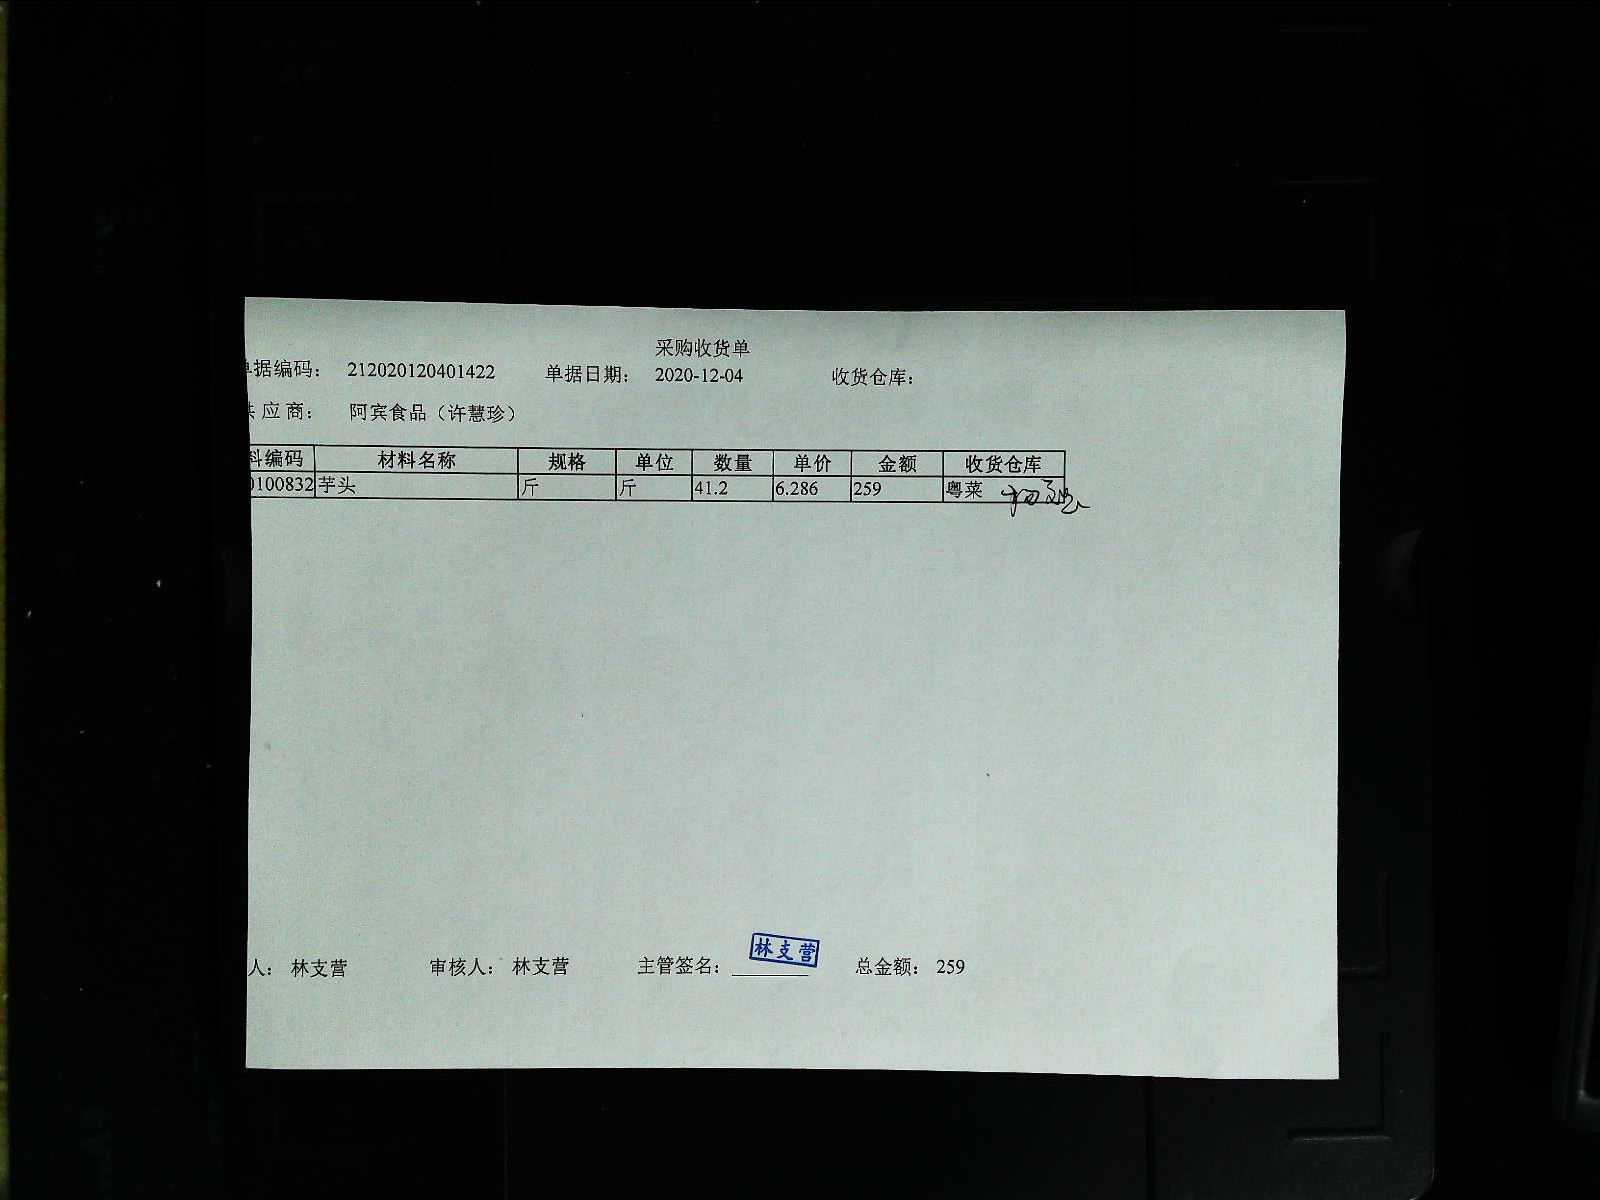 采购收货单
据编码： 212020120401422 单据日期： 2020-12-04 收货仓库：
应商： 阿宾食品（许慧珍）
料编码 材料名称 规格 单位 数量 单价 金额 收货仓库
0100832 芋头 斤 斤 41.2 6.286 259 粤菜
林支营
人： 林支营 审核人： 林支营 主管签名： 总金额： 259